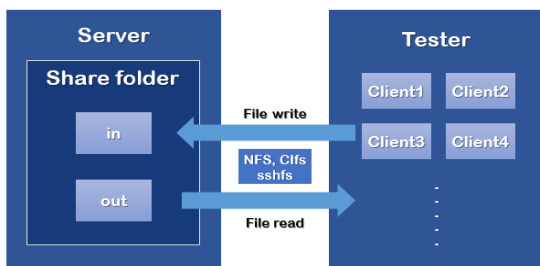 Server
Share folder
in
out
File write
NFS, CIfs
sshfs
File read
Tester
Client1
Client2
Client3
Client4